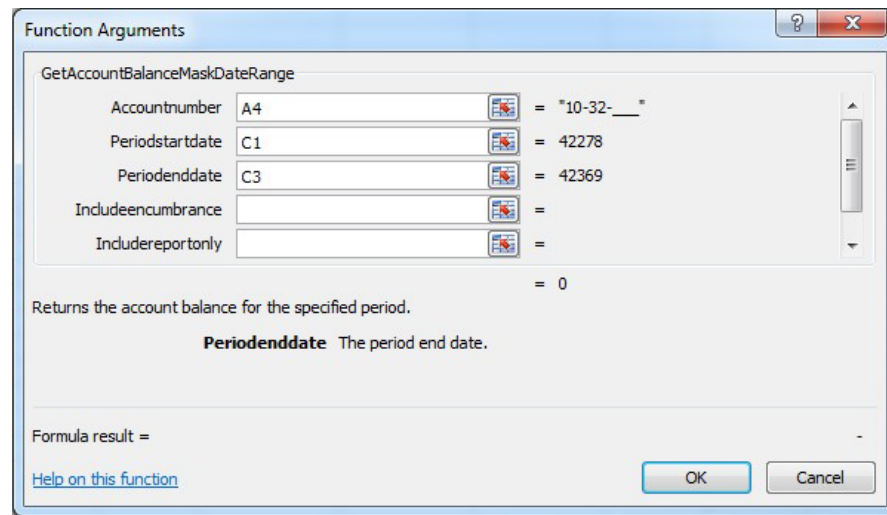 Function Arguments
?
X
GetAccountBalanceMaskDateRange
Accountnumber A4 = "10-32-___"
Periodstartdate C1 = 42278
Periodenddate C3 = 42369
Includeencumbrance =
Includereportonly =
= 0
Returns the account balance for the specified period.
Periodenddate The period end date.
Formula result = -
Help on this function OK Cancel